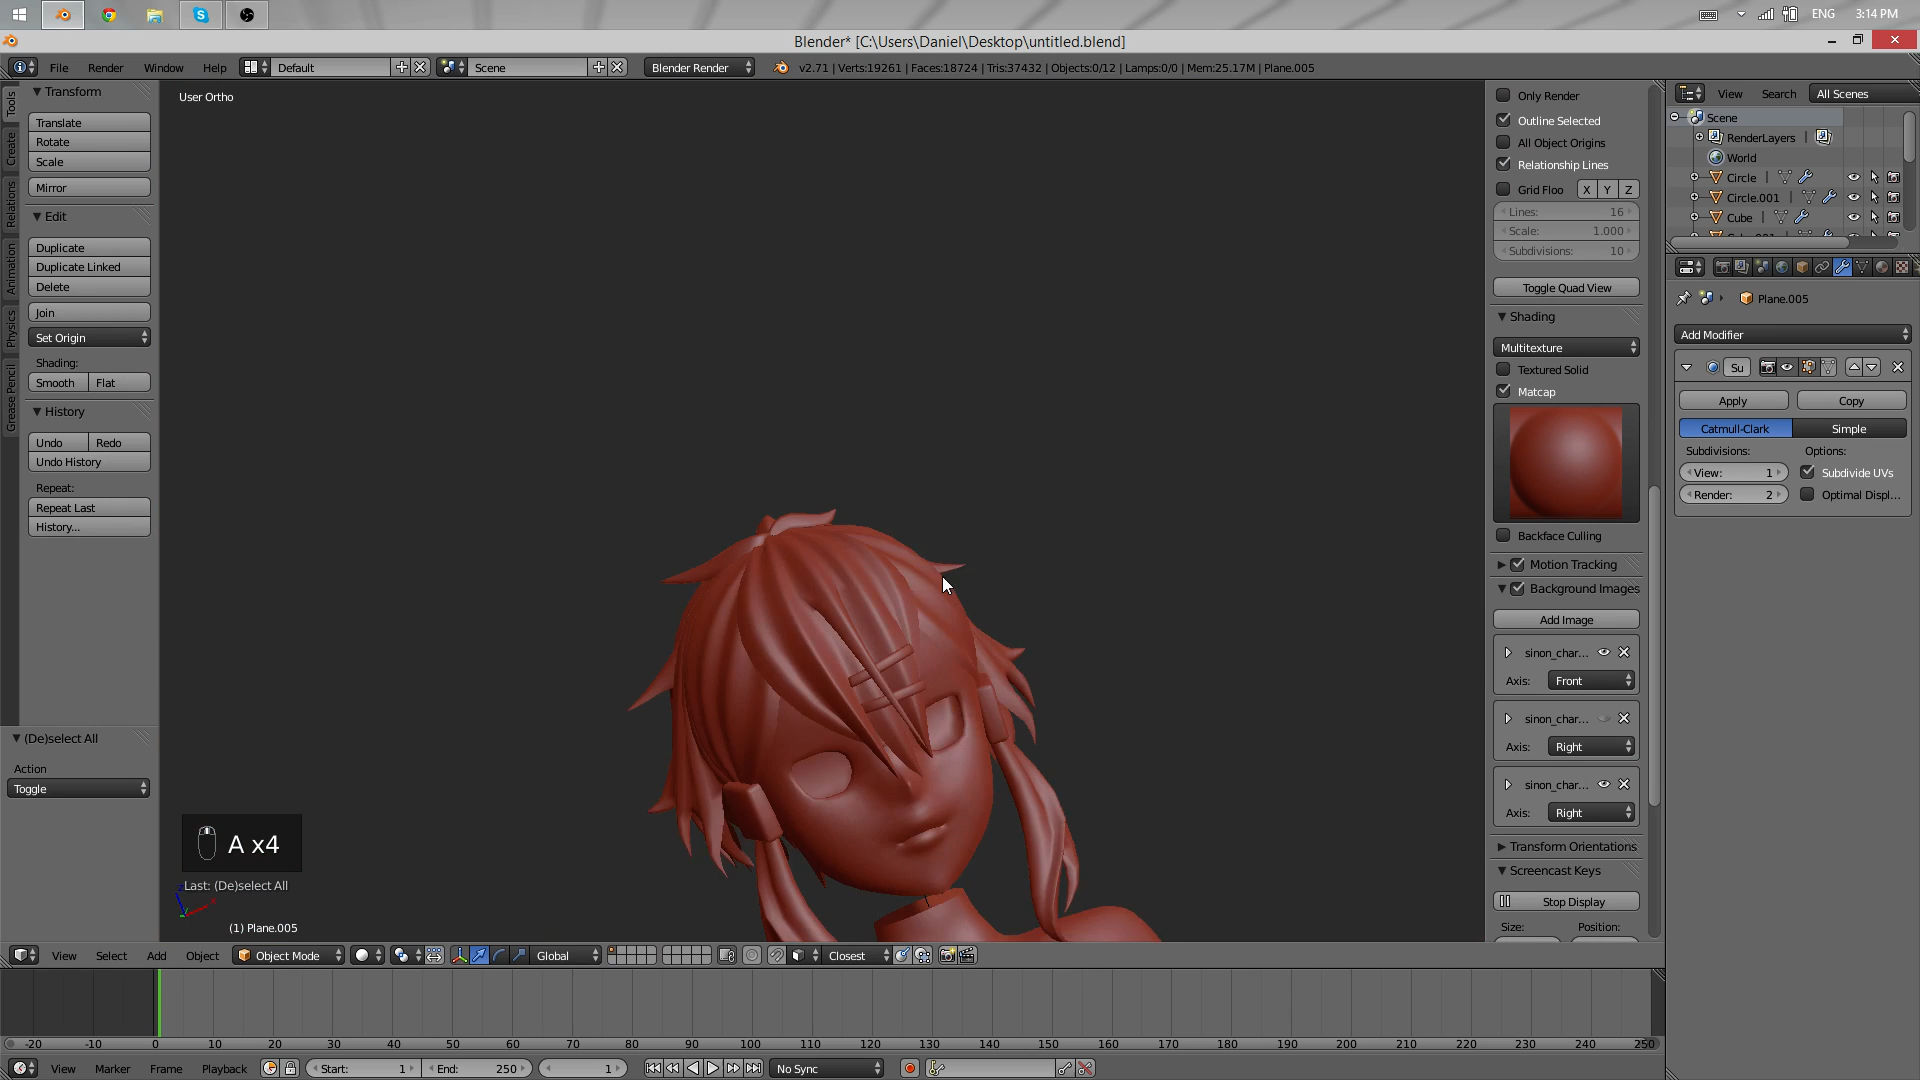 ENG 3:14 PM
Blender* [C:\Users\Daniel\Desktop\untitled.blend]
File Render Window Help Default Scene Blender Render v2.71 | Verts:19261 | Faces:18724 | Tris:37432 | Objects:0/12 | Lamps:0/0 | Mem:25.17M | Plane.005
Tools
Create
Relations
Animation
Physics
Grease Pencil
Transform
Translate
Rotate
Scale
Mirror
Edit
Duplicate
Duplicate Linked
Delete
Join
Set Origin
Shading:
Smooth Flat
History
Undo Redo
Undo History
Repeat:
Repeat Last
History...
(De)select All
Action
Toggle
User Ortho
A x4
Last: (De)select All
(1) Plane.005
Only Render
Outline Selected
All Object Origins
Relationship Lines
Grid Floo X Y Z
Lines: 16
Scale: 1.000
Subdivisions: 10
Toggle Quad View
Shading
Multitexture
Textured Solid
Matcap
Backface Culling
Motion Tracking
Background Images
Add Image
sinon_char...
Axis: Front
sinon_char...
Axis: Right
sinon_char...
Axis: Right
Transform Orientations
Screencast Keys
Stop Display
Size: Position:
View Search All Scenes
Scene
RenderLayers |
World
Circle |
Circle.001 |
Cube |
Plane.005
Add Modifier
Su
Apply Copy
Catmull-Clark Simple
Subdivisions: Options:
View: 1 Subdivide UVs
Render: 2 Optimal Displ...
View Select Add Object Object Mode Global Closest
-20 -10 0 10 20 30 40 50 60 70 80 90 100 110 120 130 140 150 160 170 180 190 200 210 220 230 240 250
View Marker Frame Playback Start: 1 End: 250 1 No Sync